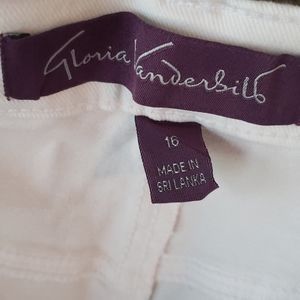 Gloria Vanderbilt
16
MADE IN
SRI LANKA